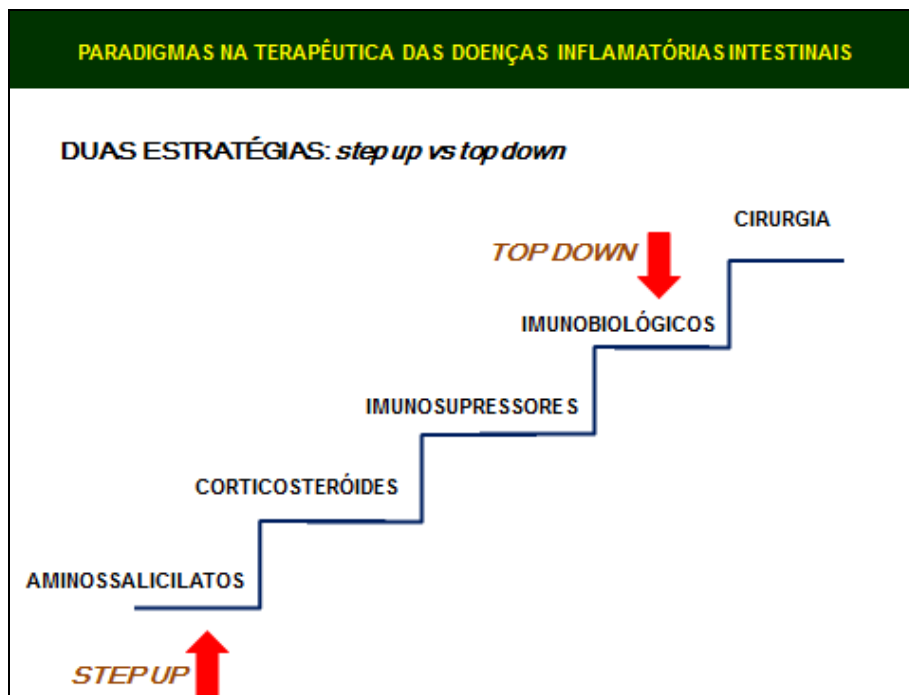 PARADIGMAS NA TERAPÊUTICA DAS DOENÇAS INFLAMATÓRIAS INTESTINAIS
DUAS ESTRATÉGIAS: step up vs top down
CIRURGIA
TOP DOWN
IMUNOBIOLÓGICOS
IMUNOSUPRESSORES
CORTICOSTERÓIDES
AMINOSSALICILATOS
STEP UP